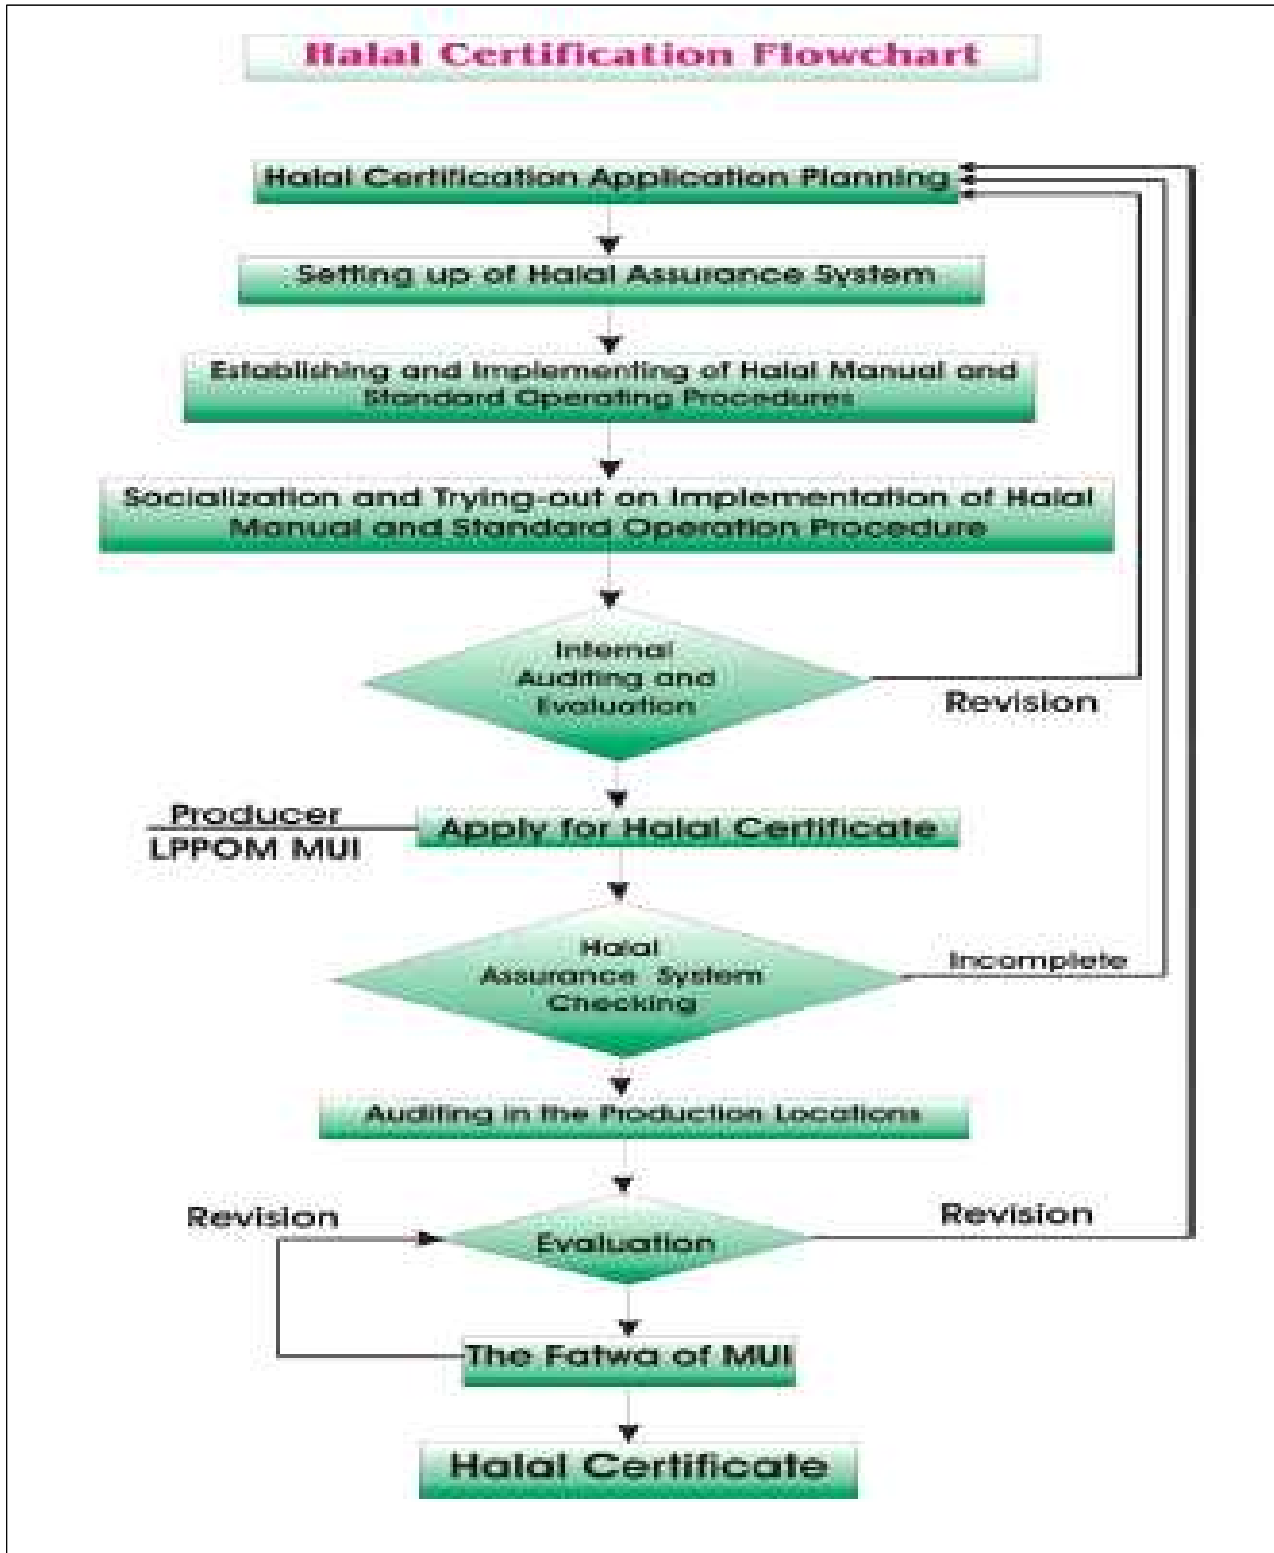 Halal Certification Flowchart
Halal Certification Application Planning
Setting up of Halal Assurance System
Establishing and Implementing of Halal Manual and
Standard Operating Procedures
Socialization and Trying-out on Implementation of Halal
Manual and Standard Operation Procedure
Internal
Auditing and
Evaluation
Revision
Producer
LPPOM MUI
Apply for Halal Certificate
Halal
Assurance System
Checking
Incomplete
Auditing in the Production Locations
Revision
Evaluation
Revision
The Fatwa of MUI
Halal Certificate